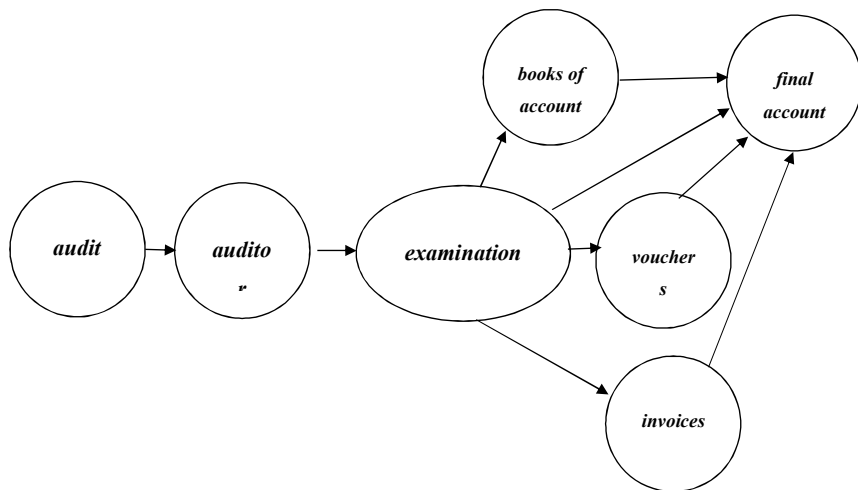 books of
account
final
account
audit
audito
r
examination
voucher
s
invoices